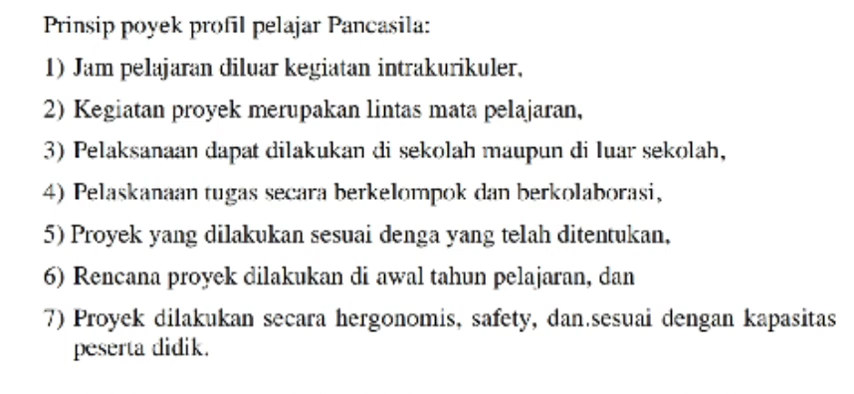 Prinsip poyek profil pelajar Pancasila:
1) Jam pelajaran diluar kegiatan intrakurikuler,
2) Kegiatan proyek merupakan lintas mata pelajaran,
3) Pelaksanaan dapat dilakukan di sekolah maupun di luar sekolah,
4) Pelaskanaan tugas secara berkelompok dan berkolaborasi,
5) Proyek yang dilakukan sesuai denga yang telah ditentukan,
6) Rencana proyek dilakukan di awal tahun pelajaran, dan
7) Proyek dilakukan secara hergonomis, safety, dan.sesuai dengan kapasitas
peserta didik.